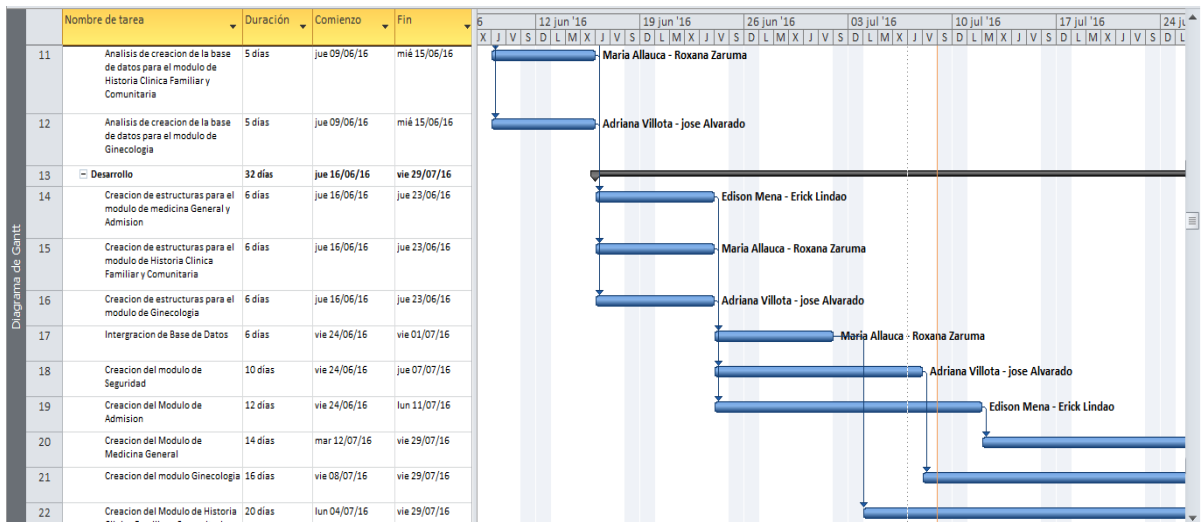 Nombre de tarea Duración Comienzo Fin
6 12 jun '16 19 jun '16 26 jun '16 03 jul '16 10 jul '16 17 jul '16 24 ju
X J V S D L M X J V S D L M X J V S D L M X J V S D L M X J V S D L M X J V S D L M X J V S D L
Diagrama de Gantt
11 Analisis de creacion de la base 5 días jue 09/06/16 mié 15/06/16 Maria Allauca - Roxana Zaruma
de datos para el modulo de
Historia Clinica Familiar y
Comunitaria
12 Analisis de creacion de la base 5 días jue 09/06/16 mié 15/06/16 Adriana Villota - jose Alvarado
de datos para el modulo de
Ginecologia
13 Desarrollo 32 días jue 16/06/16 vie 29/07/16
14 Creacion de estructuras para el 6 días jue 16/06/16 jue 23/06/16 Edison Mena - Erick Lindao
modulo de medicina General y
Admision
15 Creacion de estructuras para el 6 días jue 16/06/16 jue 23/06/16 Maria Allauca - Roxana Zaruma
modulo de Historia Clinica
Familiar y Comunitaria
16 Creacion de estructuras para el 6 días jue 16/06/16 jue 23/06/16 Adriana Villota - jose Alvarado
modulo de Ginecologia
17 Intergracion de Base de Datos 6 días vie 24/06/16 vie 01/07/16 Maria Allauca - Roxana Zaruma
18 Creacion del modulo de 10 días vie 24/06/16 jue 07/07/16 Adriana Villota - jose Alvarado
Seguridad
19 Creacion del Modulo de 12 días vie 24/06/16 lun 11/07/16 Edison Mena - Erick Lindao
Admision
20 Creacion del Modulo de 14 días mar 12/07/16 vie 29/07/16
Medicina General
21 Creacion del modulo Ginecologia 16 días vie 08/07/16 vie 29/07/16
22 Creacion del Modulo de Historia 20 días lun 04/07/16 vie 29/07/16